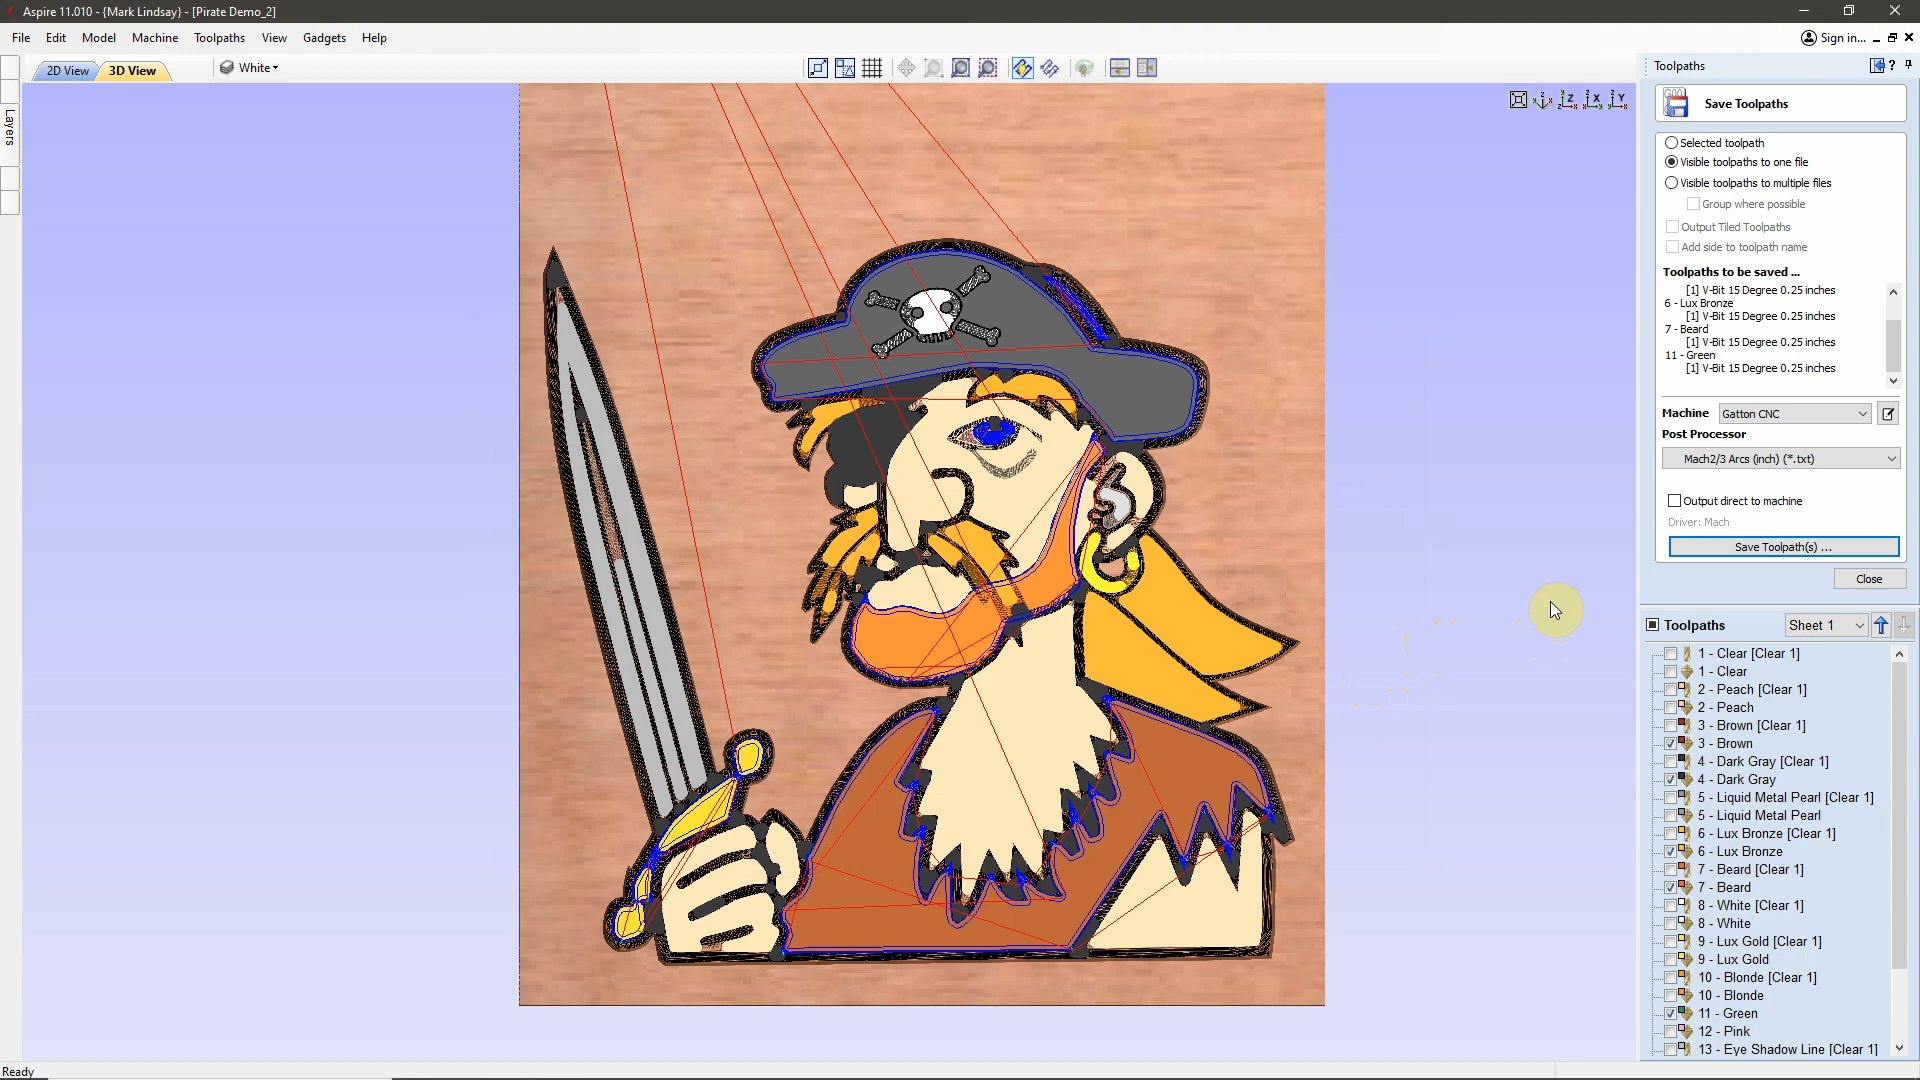 Aspire 11.010 - {Mark Lindsay} - [Pirate Demo_2]
File Edit Model Machine Toolpaths View Gadgets Help
Sign in...
2D View 3D View White
Layers
Toolpaths
Save Toolpaths
Selected toolpath
Visible toolpaths to one file
Visible toolpaths to multiple files
Group where possible
Output Tiled Toolpaths
Add side to toolpath name
Toolpaths to be saved ...
[1] V-Bit 15 Degree 0.25 inches
6 - Lux Bronze
[1] V-Bit 15 Degree 0.25 inches
7 - Beard
[1] V-Bit 15 Degree 0.25 inches
11 - Green
[1] V-Bit 15 Degree 0.25 inches
Machine Gatton CNC
Post Processor
Mach2/3 Arcs (inch) (*.txt)
Output direct to machine
Driver: Mach
Save Toolpath(s) ...
Close
Toolpaths Sheet 1
1 - Clear [Clear 1]
1 - Clear
2 - Peach [Clear 1]
2 - Peach
3 - Brown [Clear 1]
3 - Brown
4 - Dark Gray [Clear 1]
4 - Dark Gray
5 - Liquid Metal Pearl [Clear 1]
5 - Liquid Metal Pearl
6 - Lux Bronze [Clear 1]
6 - Lux Bronze
7 - Beard [Clear 1]
7 - Beard
8 - White [Clear 1]
8 - White
9 - Lux Gold [Clear 1]
9 - Lux Gold
10 - Blonde [Clear 1]
10 - Blonde
11 - Green
12 - Pink
13 - Eye Shadow Line [Clear 1]
Ready